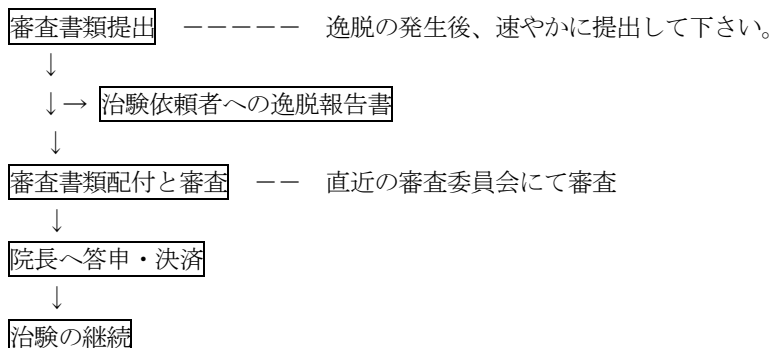 審査書類提出　－－－－－　逸脱の発生後、速やかに提出して下さい。
↓
↓→ 治験依頼者への逸脱報告書
↓
審査書類配付と審査　－－　直近の審査委員会にて審査
↓
院長へ答申・決済
↓
治験の継続